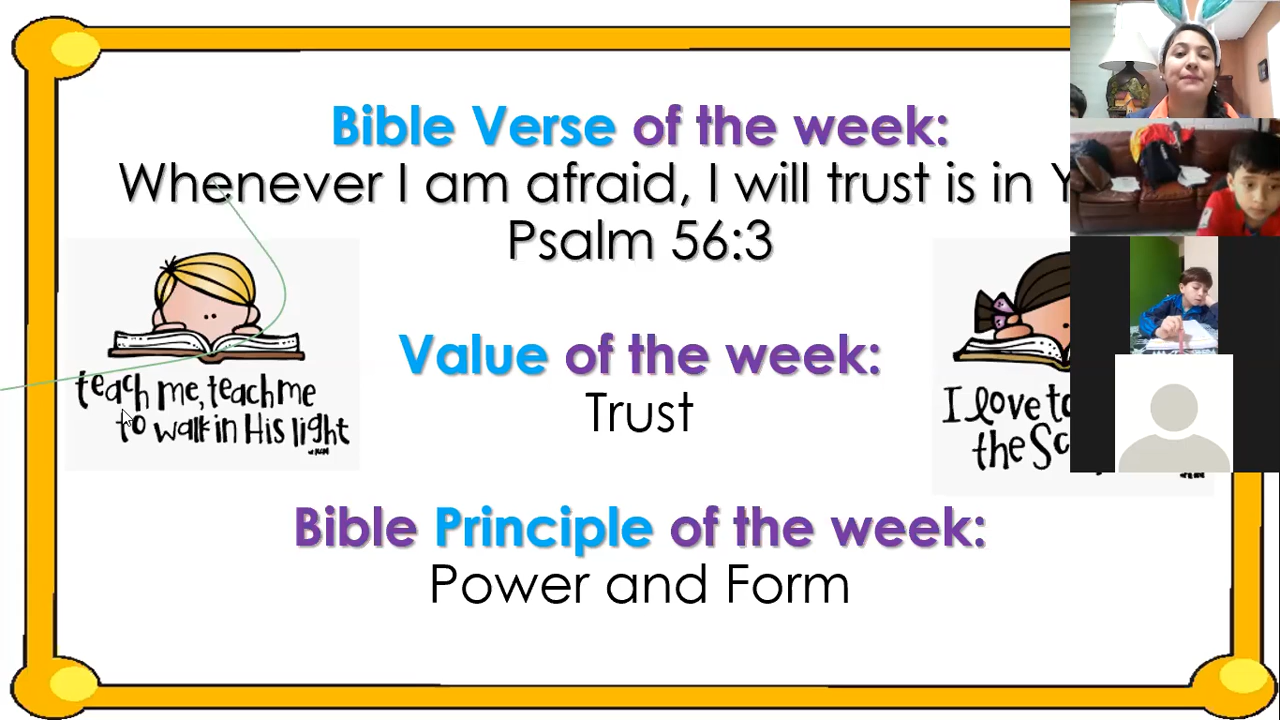 Bible Verse of the week:
Whenever I am afraid, I will trust is in
Psalm 56:3
teach me, teach me
to walk in His light
Value of the week:
Trust
I love to
the
Bible Principle of the week:
Power and Form